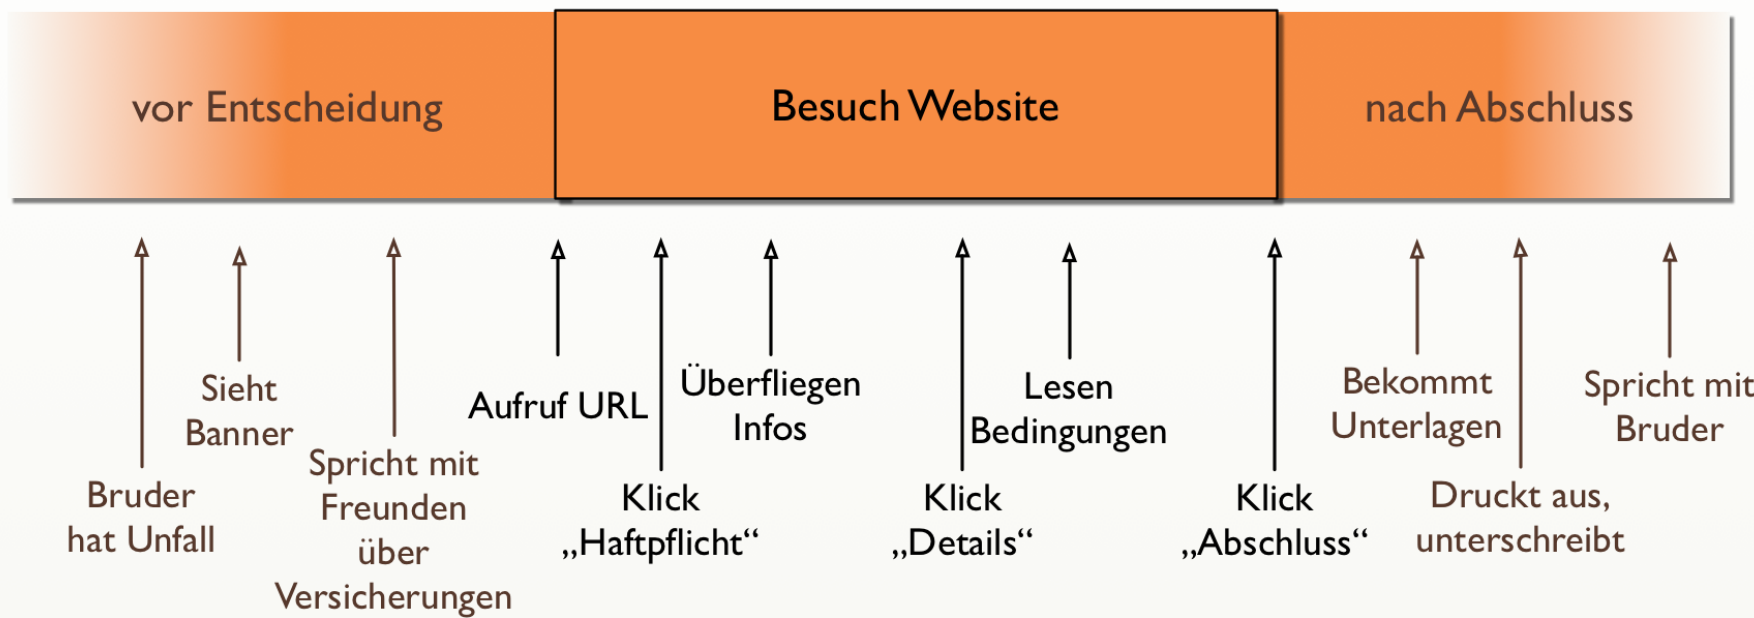 vor Entscheidung
Besuch Website
nach Abschluss
Bruder
hat Unfall
Sieht
Banner
Spricht mit
Freunden
über
Versicherungen
Aufruf URL
Klick
„Haftpflicht“
Überfliegen
Infos
Klick
„Details“
Lesen
Bedingungen
Klick
„Abschluss“
Bekommt
Unterlagen
Druckt aus,
unterschreibt
Spricht mit
Bruder